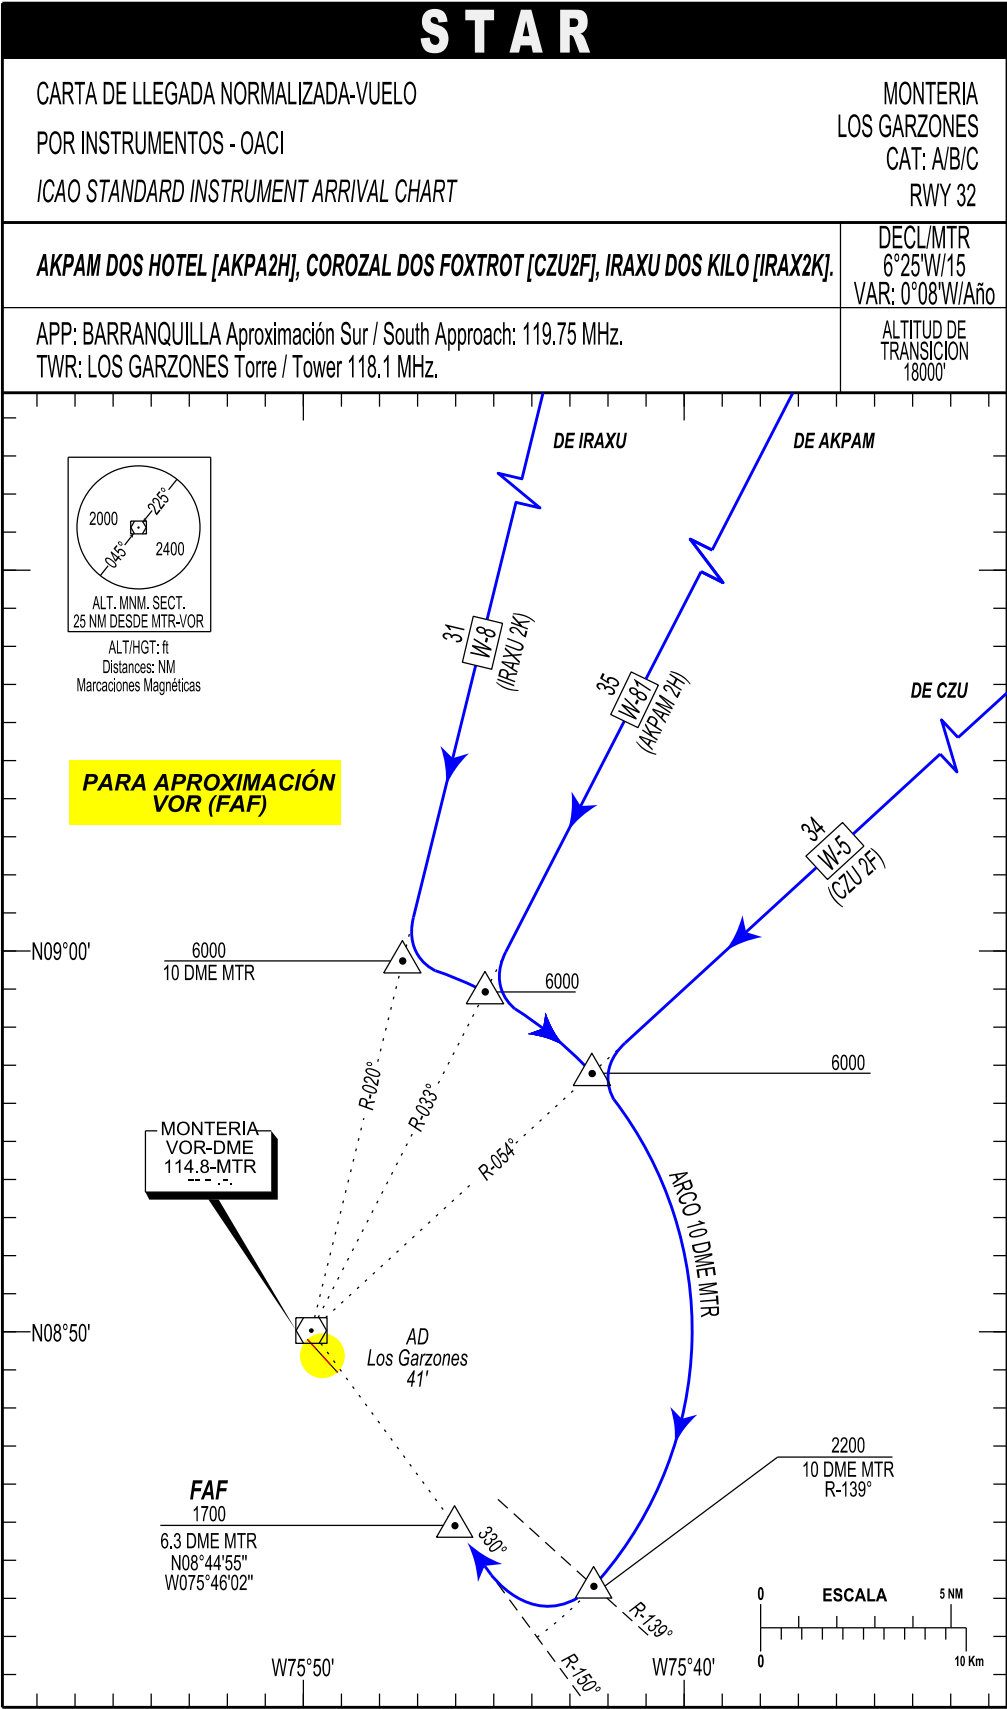 STAR
CARTA DE LLEGADA NORMALIZADA-VUELO
POR INSTRUMENTOS - OACI
ICAO STANDARD INSTRUMENT ARRIVAL CHART
MONTERIA
LOS GARZONES
CAT: A/B/C
RWY 32
AKPAM DOS HOTEL [AKPA2H], COROZAL DOS FOXTROT [CZU2F], IRAXU DOS KILO [IRAX2K].
DECL/MTR
6°25'W/15
VAR: 0°08'W/Año
APP: BARRANQUILLA Aproximación Sur / South Approach: 119.75 MHz.
TWR: LOS GARZONES Torre / Tower 118.1 MHz.
ALTITUD DE
TRANSICION
18000'
DE IRAXU
DE AKPAM
2000
225°
045°
2400
ALT. MNM. SECT.
25 NM DESDE MTR-VOR
ALT/HGT: ft
Distances: NM
Marcaciones Magnéticas
31
W-8
(IRAXU 2K)
35
W-81
(AKPAM 2H)
DE CZU
PARA APROXIMACIÓN
VOR (FAF)
34
W-5
(CZU 2F)
N09°00'
6000
10 DME MTR
6000
6000
R-020°
R-033°
R-054°
MONTERIA
VOR-DME
114.8-MTR
-- - .-.
ARCO 10 DME MTR
N08°50'
AD
Los Garzones
41'
2200
10 DME MTR
R-139°
FAF
1700
6.3 DME MTR
N08°44'55"
W075°46'02"
330°
R-139°
R-150°
0
ESCALA
5 NM
0
10 Km
W75°50'
W75°40'